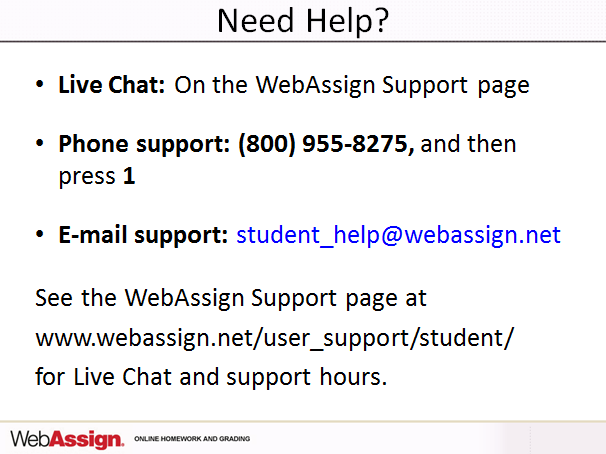 Need Help?
• Live Chat: On the WebAssign Support page
• Phone support: (800) 955-8275, and then
press 1
• E-mail support: student_help@webassign.net
See the WebAssign Support page at
www.webassign.net/user_support/student/
for Live Chat and support hours.
WebAssign. ONLINE HOMEWORK AND GRADING